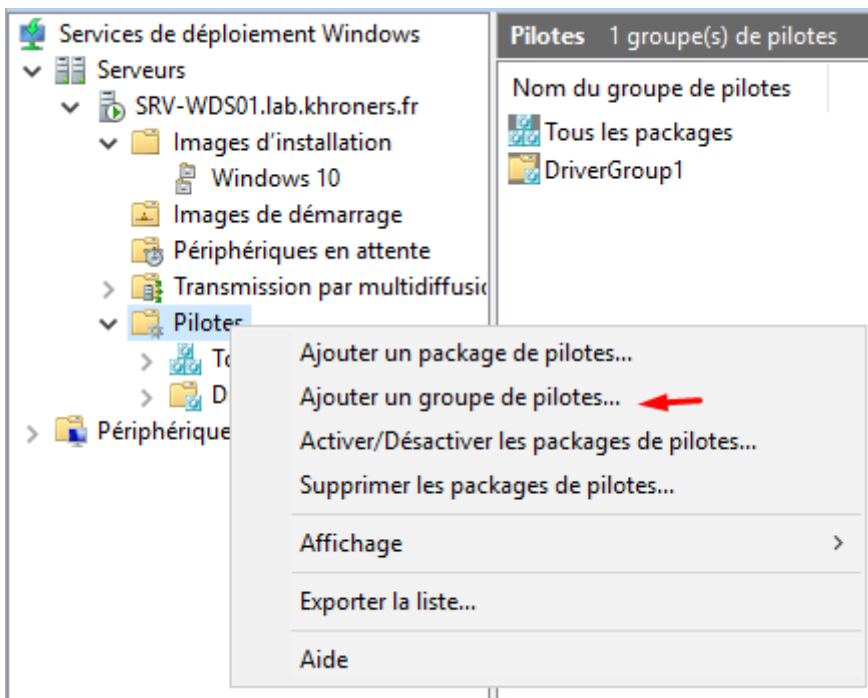 Services de déploiement Windows
Serveurs
SRV-WDS01.lab.khroners.fr
Images d'installation
Windows 10
Images de démarrage
Périphériques en attente
Transmission par multidiffusi
Pilotes
Périphérique
Pilotes 1 groupe(s) de pilotes
Nom du groupe de pilotes
Tous les packages
DriverGroup1
Ajouter un package de pilotes...
Ajouter un groupe de pilotes...
Activer/Désactiver les packages de pilotes...
Supprimer les packages de pilotes...
Affichage
Exporter la liste...
Aide